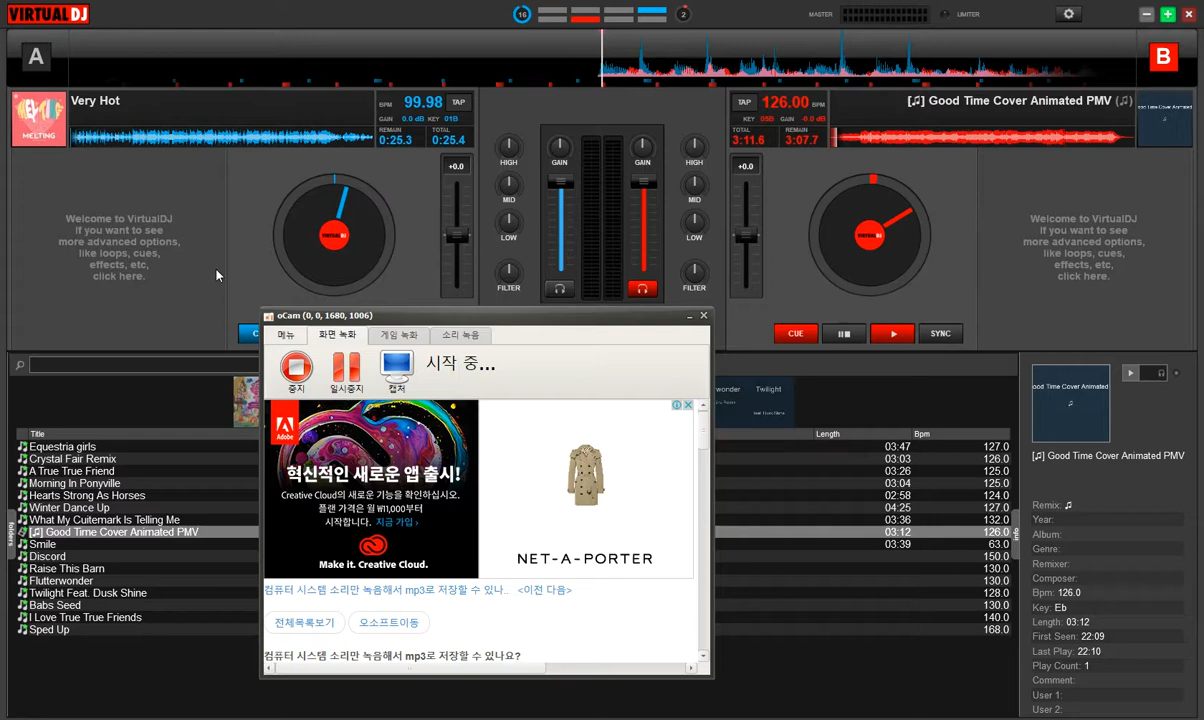 VIRTUAL DJ
16
2
MASTER
LIMITER
A
B
MELTING
Very Hot
BPM 99.98 TAP
GAIN 0.0 dB KEY 01B
REMAIN TOTAL
0:25.3 0:25.4
TAP 126.00 BPM
KEY 05B GAIN -0.0 dB
TOTAL REMAIN
3:11.6 3:07.7
[♫] Good Time Cover Animated PMV (♫)
+0.0
HIGH
MID
LOW
FILTER
GAIN
GAIN
HIGH
MID
LOW
FILTER
+0.0
Welcome to VirtualDJ
If you want to see
more advanced options,
like loops, cues,
effects, etc,
click here.
VIRTUAL DJ
VIRTUAL DJ
Welcome to VirtualDJ
If you want to see
more advanced options,
like loops, cues,
effects, etc,
click here.
C
CUE
SYNC
oCam (0, 0, 1680, 1006)
메뉴 화면 녹화 게임 녹화 소리 녹음
중지 일시중지 캡처
시작 중...
Adobe
혁신적인 새로운 앱 출시!
Creative Cloud의 새로운 기능을 확인하십시오.
플랜 가격은 월 ₩11,000부터
시작합니다. 지금 가입 ›
Make it. Creative Cloud.
NET-A-PORTER
컴퓨터 시스템 소리만 녹음해서 mp3로 저장할 수 있나.. <이전 다음>
전체목록보기 오소프트이동
컴퓨터 시스템 소리만 녹음해서 mp3로 저장할 수 있나요?
wonder Twilight
folders
info
Title Length Bpm
Equestria girls 03:47 127.0
Crystal Fair Remix 03:03 126.0
A True True Friend 03:26 125.0
Morning In Ponyville 03:04 125.0
Hearts Strong As Horses 02:58 124.0
Winter Dance Up 04:25 127.0
What My Cuitemark Is Telling Me 03:36 132.0
[♫] Good Time Cover Animated PMV 03:12 126.0
Smile 03:39 63.0
Discord 150.0
Raise This Barn 130.0
Flutterwonder 130.0
Twilight Feat. Dusk Shine 128.0
Babs Seed 130.0
I Love True True Friends 140.0
Sped Up 168.0
ood Time Cover Animated
[♫] Good Time Cover Animated PMV
Remix: ♫
Year:
Album:
Genre:
Remixer:
Composer:
Bpm: 126.0
Key: Eb
Length: 03:12
First Seen: 22:09
Last Play: 22:10
Play Count: 1
Comment:
User 1:
User 2: